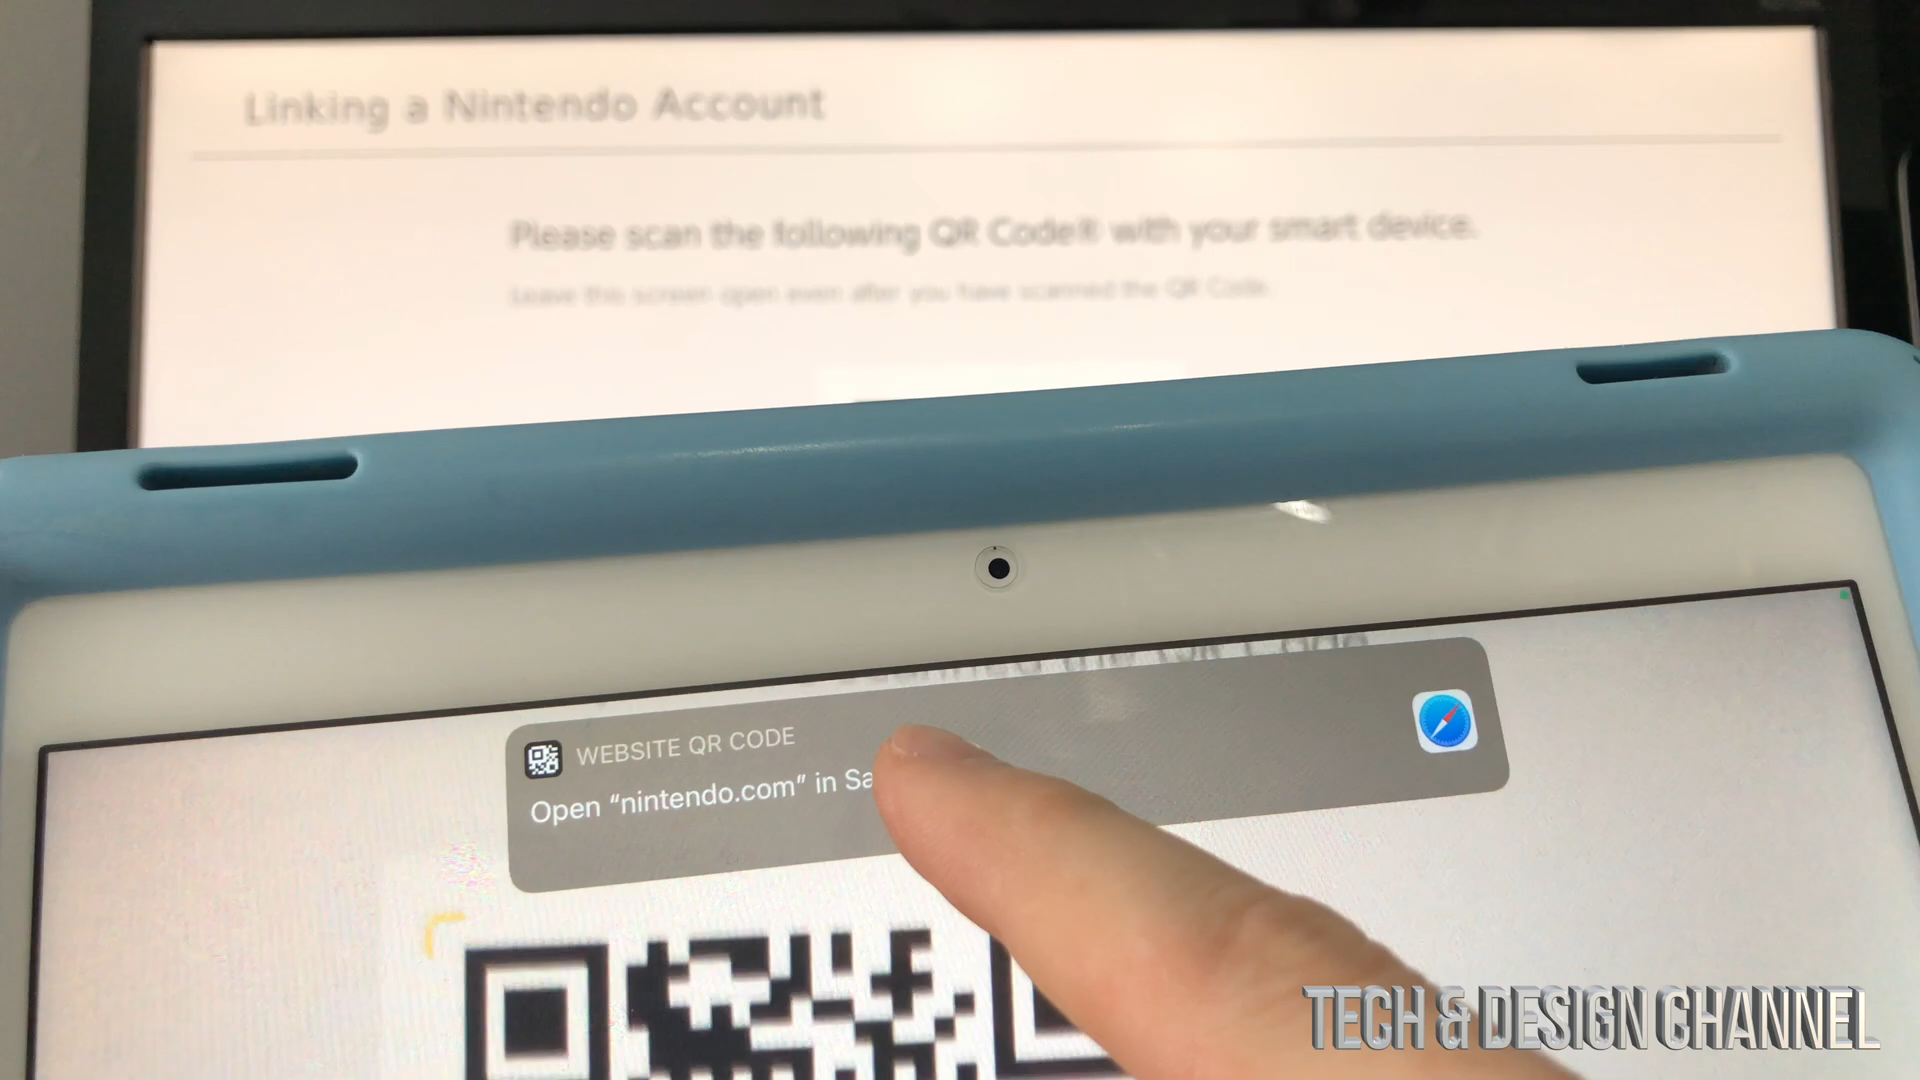 Linking a Nintendo Account
Please scan the following QR Code® with your smart device.
Leave this screen open even after you have scanned the QR Code.
WEBSITE QR CODE
Open “nintendo.com” in Sa
TECH & DESIGN CHANNEL